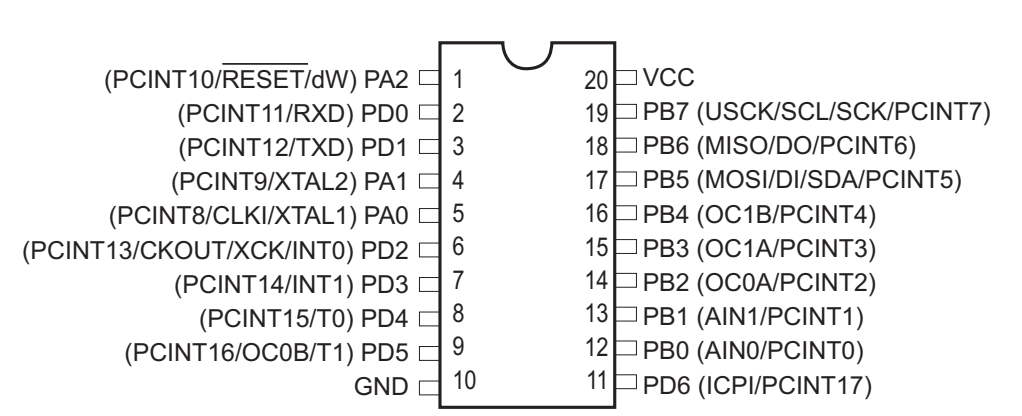 (PCINT10/RESET/dW) PA2 1 20 VCC
(PCINT11/RXD) PD0 2 19 PB7 (USCK/SCL/SCK/PCINT7)
(PCINT12/TXD) PD1 3 18 PB6 (MISO/DO/PCINT6)
(PCINT9/XTAL2) PA1 4 17 PB5 (MOSI/DI/SDA/PCINT5)
(PCINT8/CLKI/XTAL1) PA0 5 16 PB4 (OC1B/PCINT4)
(PCINT13/CKOUT/XCK/INT0) PD2 6 15 PB3 (OC1A/PCINT3)
(PCINT14/INT1) PD3 7 14 PB2 (OC0A/PCINT2)
(PCINT15/T0) PD4 8 13 PB1 (AIN1/PCINT1)
(PCINT16/OC0B/T1) PD5 9 12 PB0 (AIN0/PCINT0)
GND 10 11 PD6 (ICPI/PCINT17)